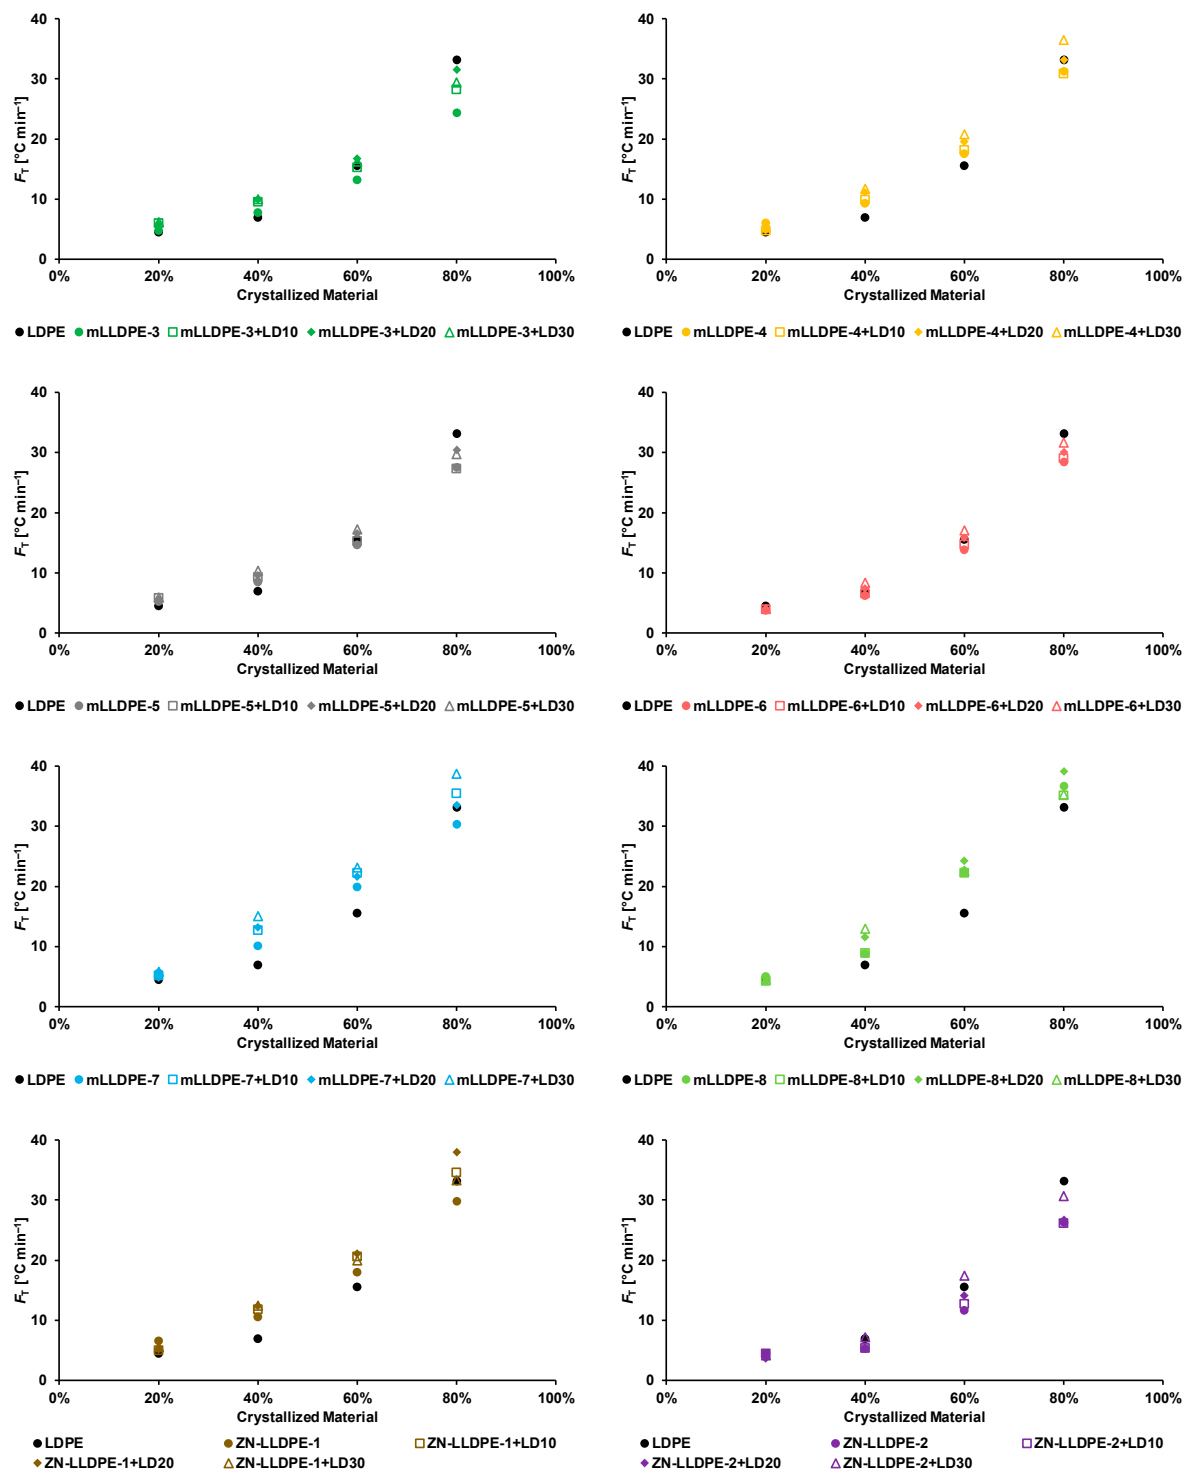 40
30
20
10
0
F_T [°C min⁻¹]
0% 20% 40% 60% 80% 100%
Crystallized Material
LDPE mLLDPE-3 mLLDPE-3+LD10 mLLDPE-3+LD20 mLLDPE-3+LD30
40
30
20
10
0
F_T [°C min⁻¹]
0% 20% 40% 60% 80% 100%
Crystallized Material
LDPE mLLDPE-4 mLLDPE-4+LD10 mLLDPE-4+LD20 mLLDPE-4+LD30
40
30
20
10
0
F_T [°C min⁻¹]
0% 20% 40% 60% 80% 100%
Crystallized Material
LDPE mLLDPE-5 mLLDPE-5+LD10 mLLDPE-5+LD20 mLLDPE-5+LD30
40
30
20
10
0
F_T [°C min⁻¹]
0% 20% 40% 60% 80% 100%
Crystallized Material
LDPE mLLDPE-6 mLLDPE-6+LD10 mLLDPE-6+LD20 mLLDPE-6+LD30
40
30
20
10
0
F_T [°C min⁻¹]
0% 20% 40% 60% 80% 100%
Crystallized Material
LDPE mLLDPE-7 mLLDPE-7+LD10 mLLDPE-7+LD20 mLLDPE-7+LD30
40
30
20
10
0
F_T [°C min⁻¹]
0% 20% 40% 60% 80% 100%
Crystallized Material
LDPE mLLDPE-8 mLLDPE-8+LD10 mLLDPE-8+LD20 mLLDPE-8+LD30
40
30
20
10
0
F_T [°C min⁻¹]
0% 20% 40% 60% 80% 100%
Crystallized Material
LDPE ZN-LLDPE-1 ZN-LLDPE-1+LD10
ZN-LLDPE-1+LD20 ZN-LLDPE-1+LD30
40
30
20
10
0
F_T [°C min⁻¹]
0% 20% 40% 60% 80% 100%
Crystallized Material
LDPE ZN-LLDPE-2 ZN-LLDPE-2+LD10
ZN-LLDPE-2+LD20 ZN-LLDPE-2+LD30